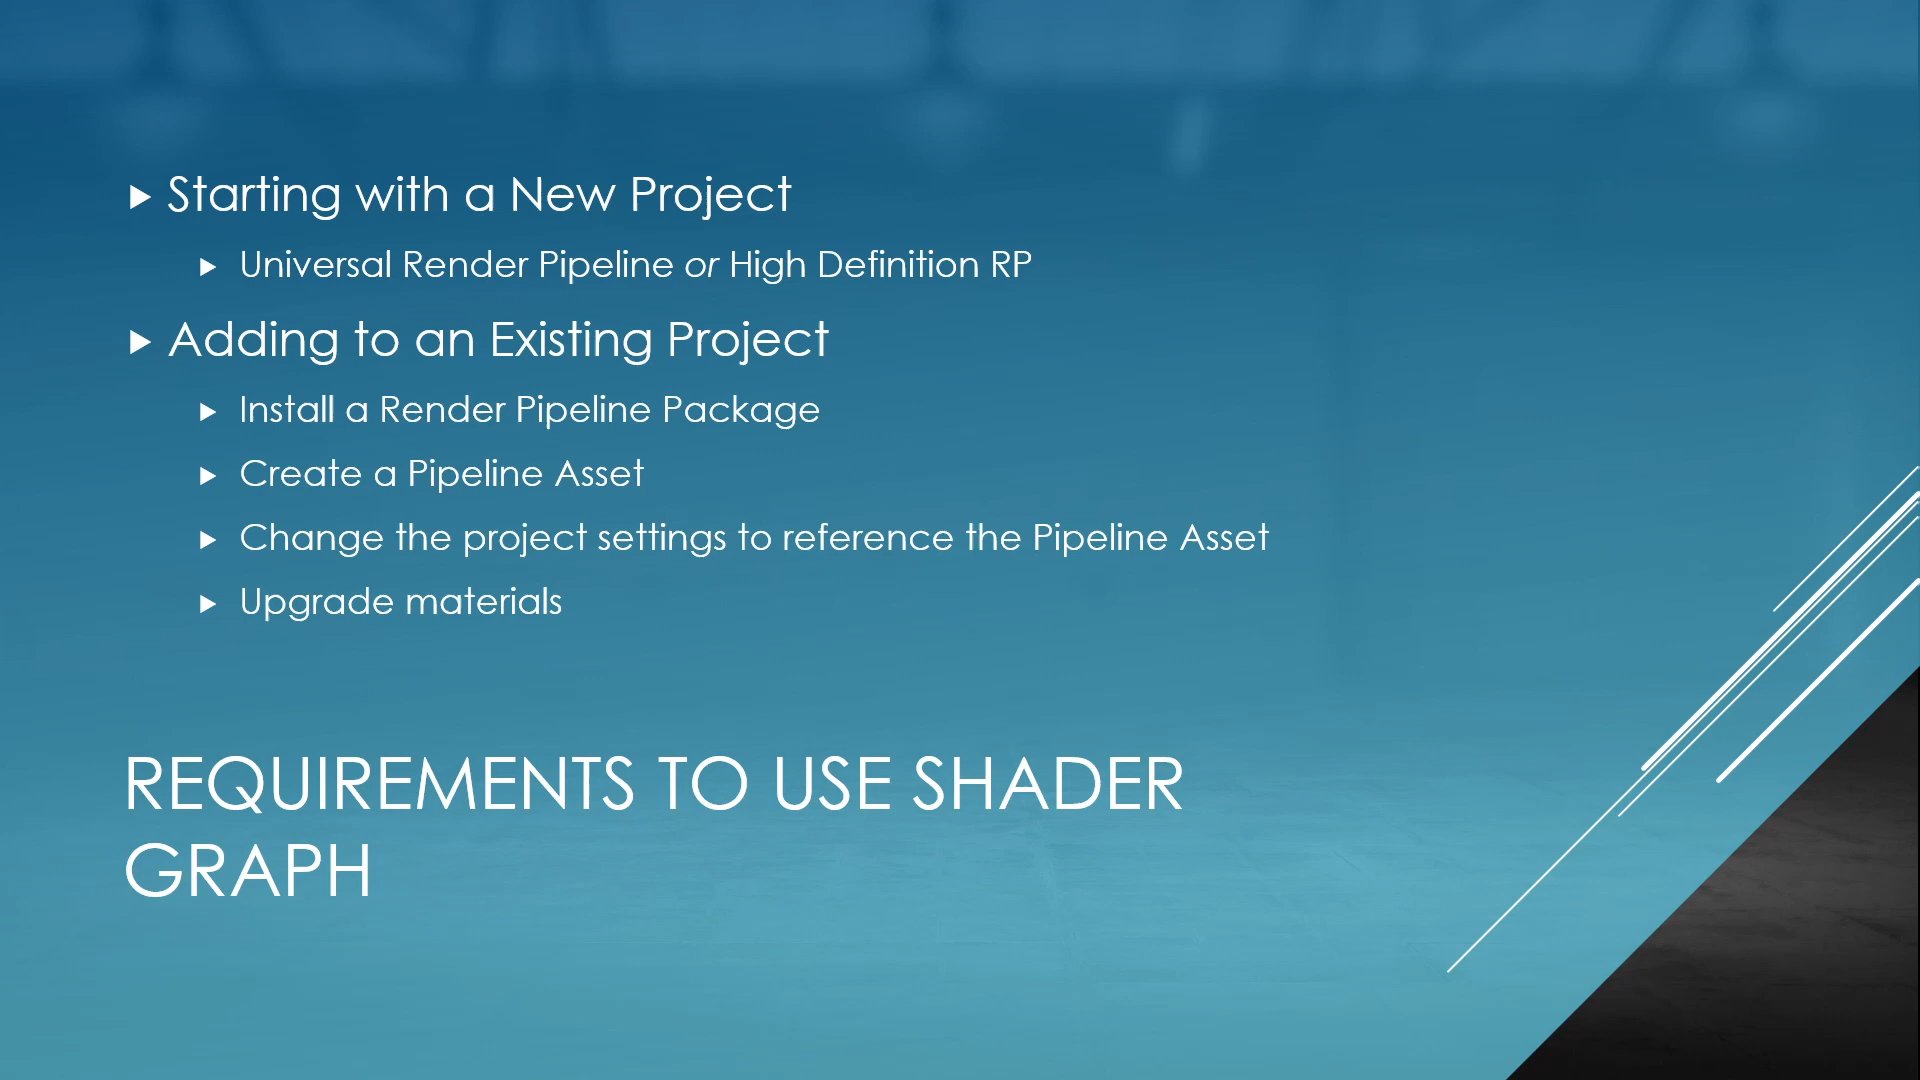 Starting with a New Project
Universal Render Pipeline or High Definition RP
Adding to an Existing Project
Install a Render Pipeline Package
Create a Pipeline Asset
Change the project settings to reference the Pipeline Asset
Upgrade materials
REQUIREMENTS TO USE SHADER
GRAPH